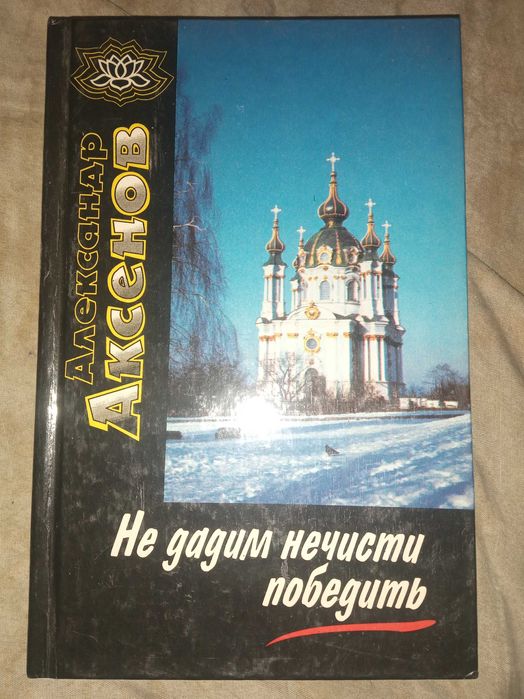 Александр
Аксенов
Не дадим нечисти
победить